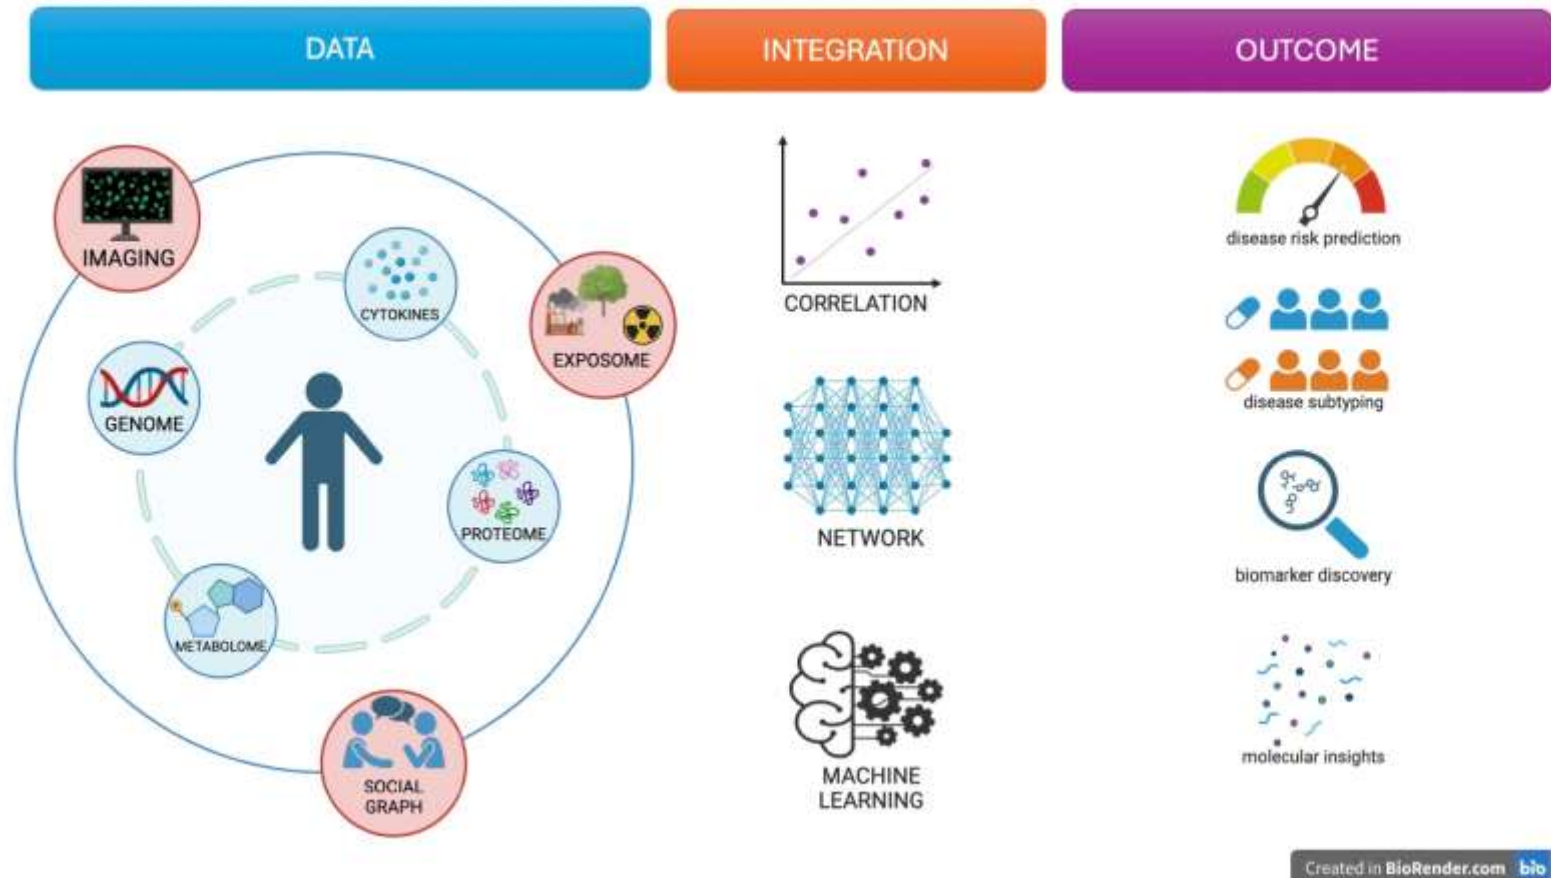 DATA
INTEGRATION
OUTCOME
IMAGING
CYTOKINES
EXPOSOME
GENOME
PROTEOME
METABOLOME
SOCIAL
GRAPH
CORRELATION
NETWORK
MACHINE
LEARNING
disease risk prediction
disease subtyping
biomarker discovery
molecular insights
Created in BioRender.com bio